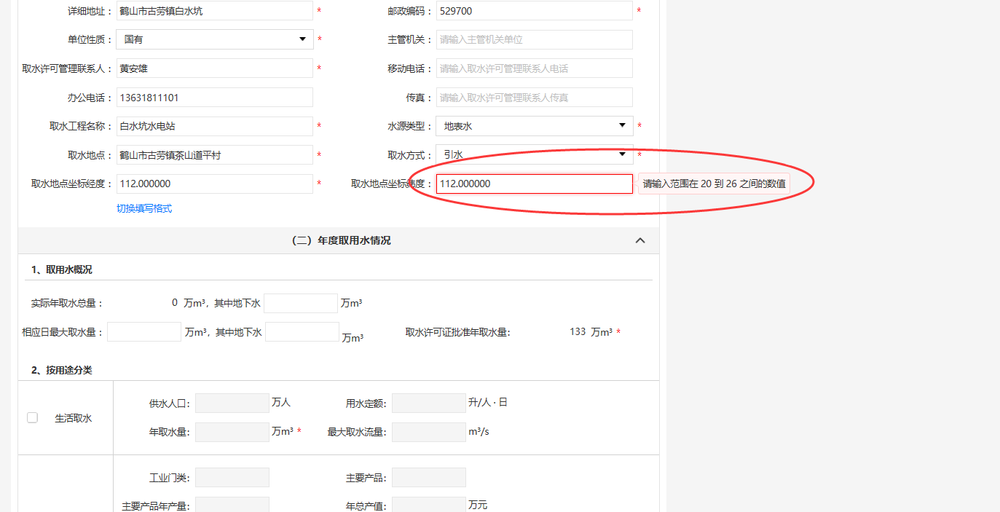 详细地址： 鹤山市古劳镇白水坑 * 邮政编码： 529700 *
单位性质： 国有 * 主管机关： 请输入主管机关单位
取水许可管理联系人： 黄安雄 * 移动电话： 请输入取水许可管理联系人电话
办公电话： 13631811101 传真： 请输入取水许可管理联系人传真
取水工程名称： 白水坑水电站 * 水源类型： 地表水 *
取水地点： 鹤山市古劳镇茶山道平村 * 取水方式： 引水 *
取水地点坐标经度： 112.000000 * 取水地点坐标纬度： 112.000000 请输入范围在 20 到 26 之间的数值
切换填写格式
（二）年度取用水情况
1、取用水概况
实际年取水总量： 0 万m³，其中地下水 万m³
相应日最大取水量： 万m³，其中地下水 万m³ 取水许可证批准年取水量: 133 万m³ *
2、按用途分类
生活取水
供水人口: 万人 用水定额: 升/人·日
年取水量: 万m³ * 最大取水流量: m³/s
工业门类: 主要产品:
主要产品年产量: 年总产值: 万元